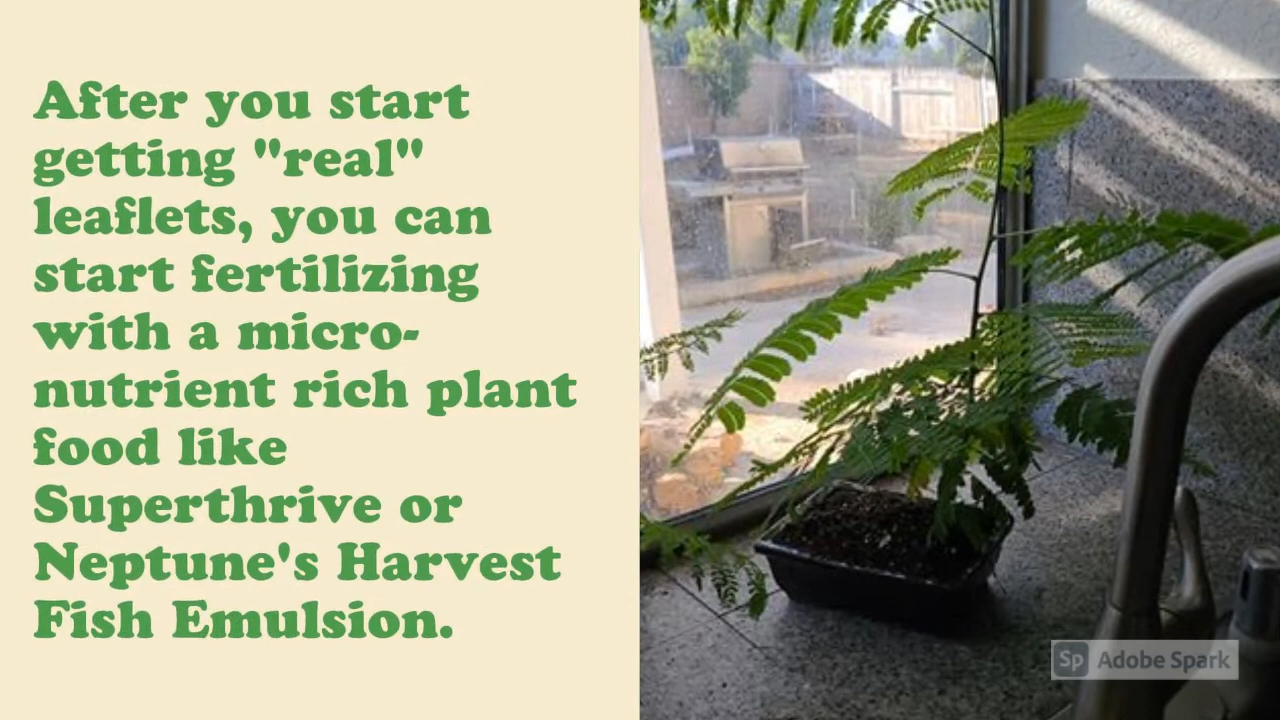 After you start
getting "real"
leaflets, you can
start fertilizing
with a micro-
nutrient rich plant
food like
Superthrive or
Neptune's Harvest
Fish Emulsion.
Sp Adobe Spark